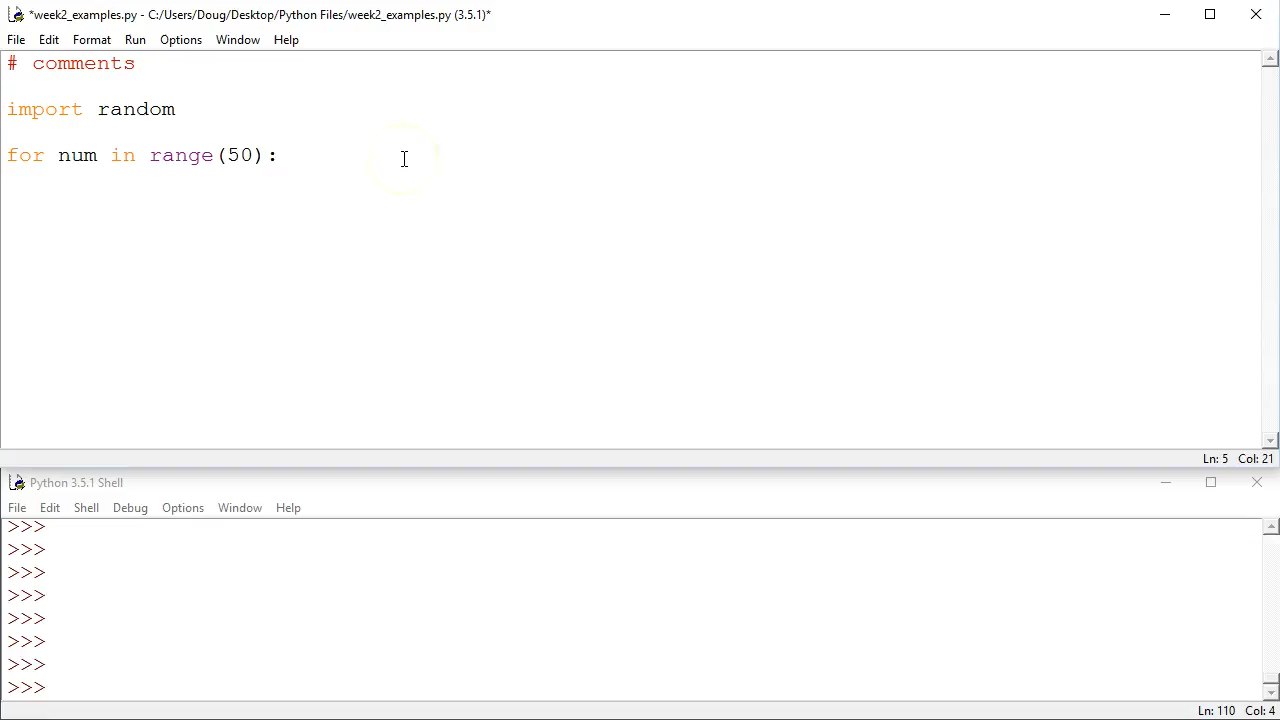 *week2_examples.py - C:/Users/Doug/Desktop/Python Files/week2_examples.py (3.5.1)*
File Edit Format Run Options Window Help
# comments
import random
for num in range(50):
Ln: 5 Col: 21
Python 3.5.1 Shell
File Edit Shell Debug Options Window Help
>>>
>>>
>>>
>>>
>>>
>>>
>>>
>>>
Ln: 110 Col: 4